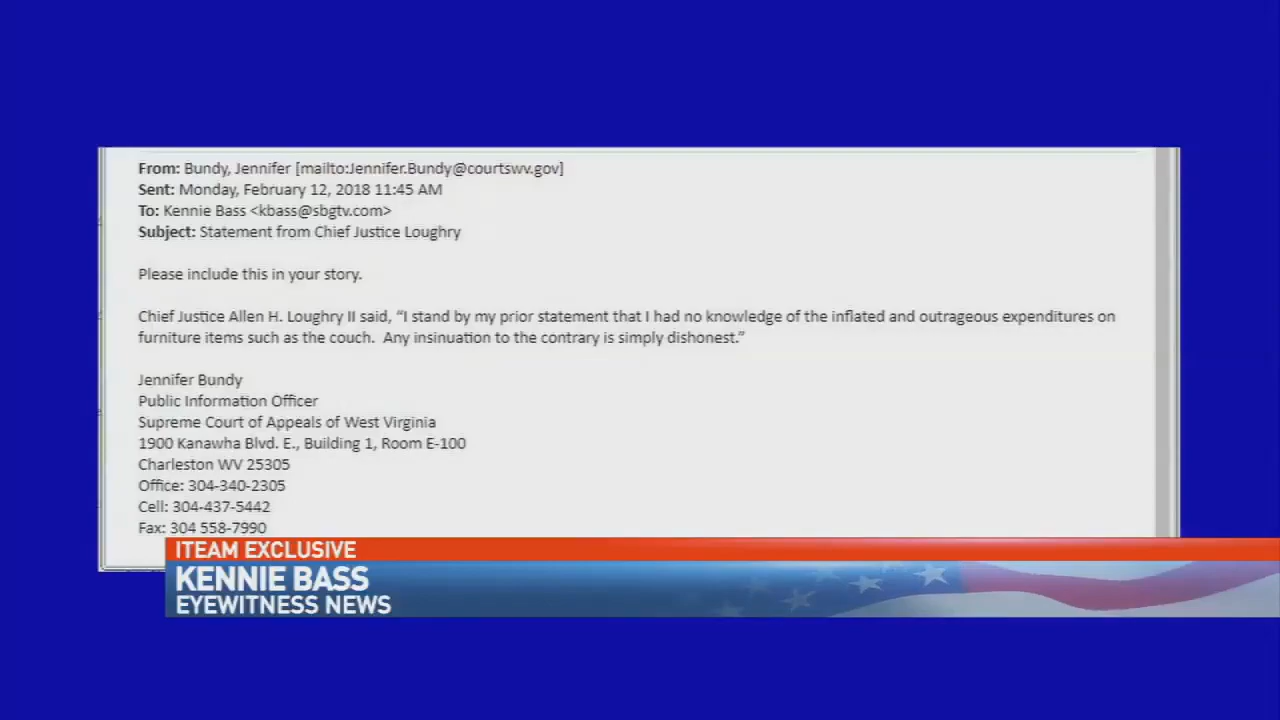 From: Bundy, Jennifer [mailto:Jennifer.Bundy@courtswv.gov]
Sent: Monday, February 12, 2018 11:45 AM
To: Kennie Bass <kbass@sbgtv.com>
Subject: Statement from Chief Justice Loughry
Please include this in your story.
Chief Justice Allen H. Loughry II said, “I stand by my prior statement that I had no knowledge of the inflated and outrageous expenditures on
furniture items such as the couch.  Any insinuation to the contrary is simply dishonest.”
Jennifer Bundy
Public Information Officer
Supreme Court of Appeals of West Virginia
1900 Kanawha Blvd. E., Building 1, Room E-100
Charleston WV 25305
Office: 304-340-2305
Cell: 304-437-5442
Fax: 304 558-7990
ITEAM EXCLUSIVE
KENNIE BASS
EYEWITNESS NEWS